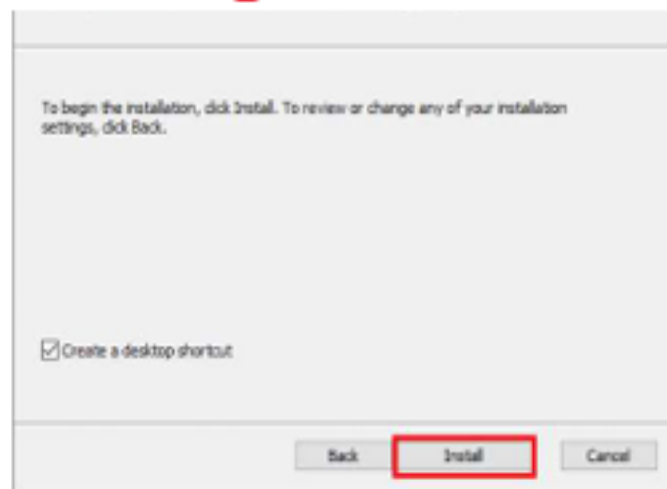 To begin the installation, click Install. To review or change any of your installation
settings, click Back.
Create a desktop shortcut
Back
Install
Cancel